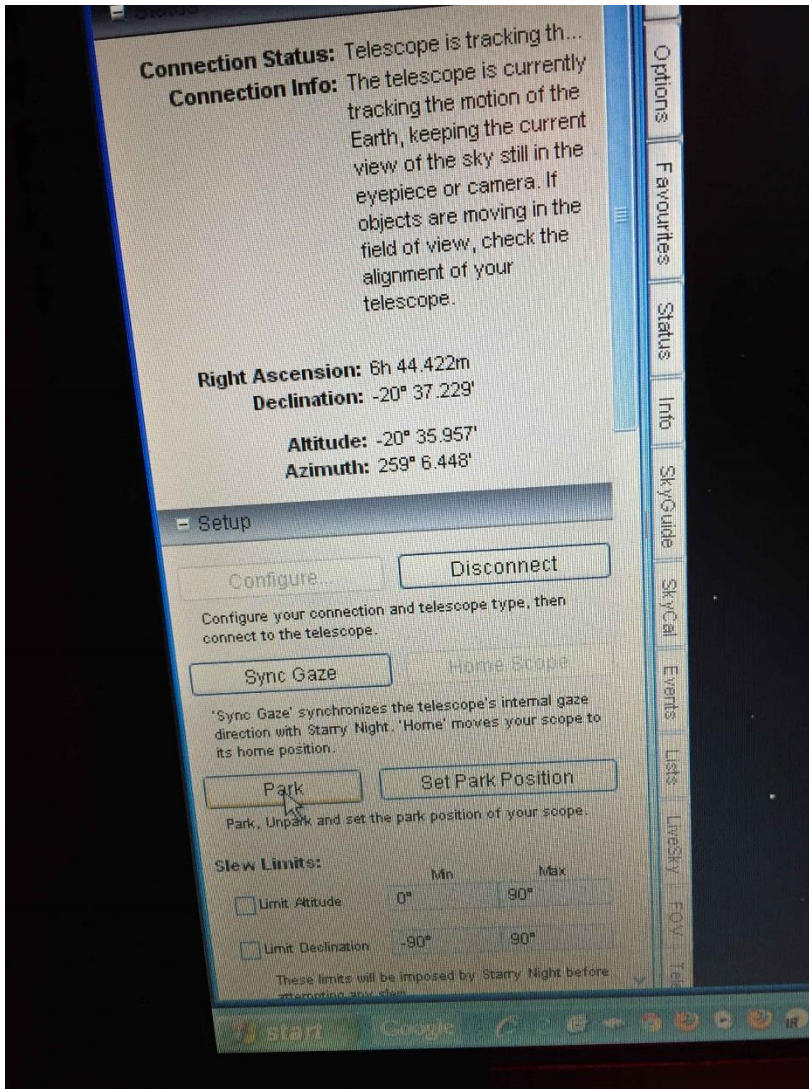 Status
Connection Status: Telescope is tracking th...
Connection Info: The telescope is currently
tracking the motion of the
Earth, keeping the current
view of the sky still in the
eyepiece or camera. If
objects are moving in the
field of view, check the
alignment of your
telescope.
Right Ascension: 6h 44.422m
Declination: -20° 37.229'
Altitude: -20° 35.957'
Azimuth: 259° 6.448'
Setup
Configure... Disconnect
Configure your connection and telescope type, then
connect to the telescope.
Sync Gaze Home Scope
'Sync Gaze' synchronizes the telescope's internal gaze
direction with Starry Night. 'Home' moves your scope to
its home position.
Park Set Park Position
Park, Unpark and set the park position of your scope.
Slew Limits:
Min Max
Limit Altitude 0° 90°
Limit Declination -90° 90°
These limits will be imposed by Starry Night before
attempting any slew
Options
Favourites
Status
Info
SkyGuide
SkyCal
Events
Lists
LiveSky
FOV
Tel
start Google